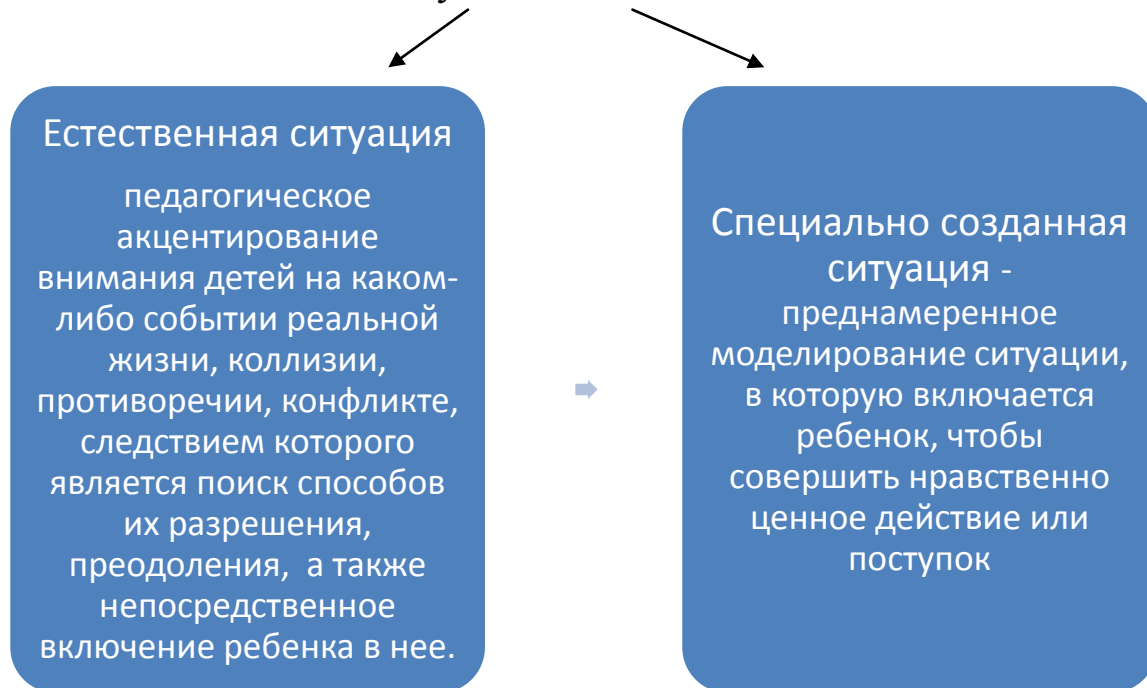 Естественная ситуация
педагогическое
акцентирование
внимания детей на каком-
либо событии реальной
жизни, коллизии,
противоречии, конфликте,
следствием которого
является поиск способов
их разрешения,
преодоления,  а также
непосредственное
включение ребенка в нее.
Специально созданная
ситуация -
преднамеренное
моделирование ситуации,
в которую включается
ребенок, чтобы
совершить нравственно
ценное действие или
поступок